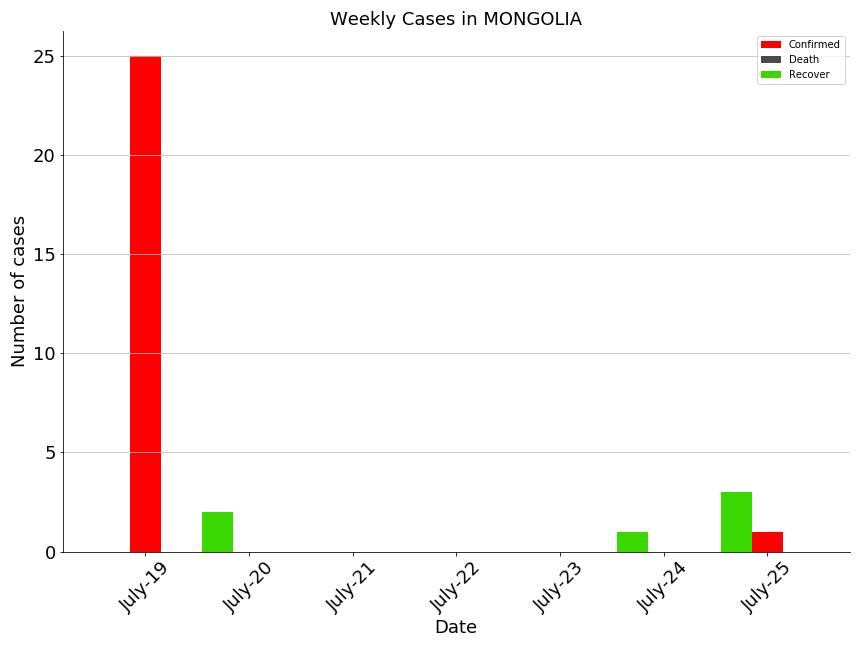 Weekly Cases in MONGOLIA
Confirmed
Death
Recover
Number of cases
25
20
15
10
5
0
July-19
July-20
July-21
July-22
July-23
July-24
July-25
Date